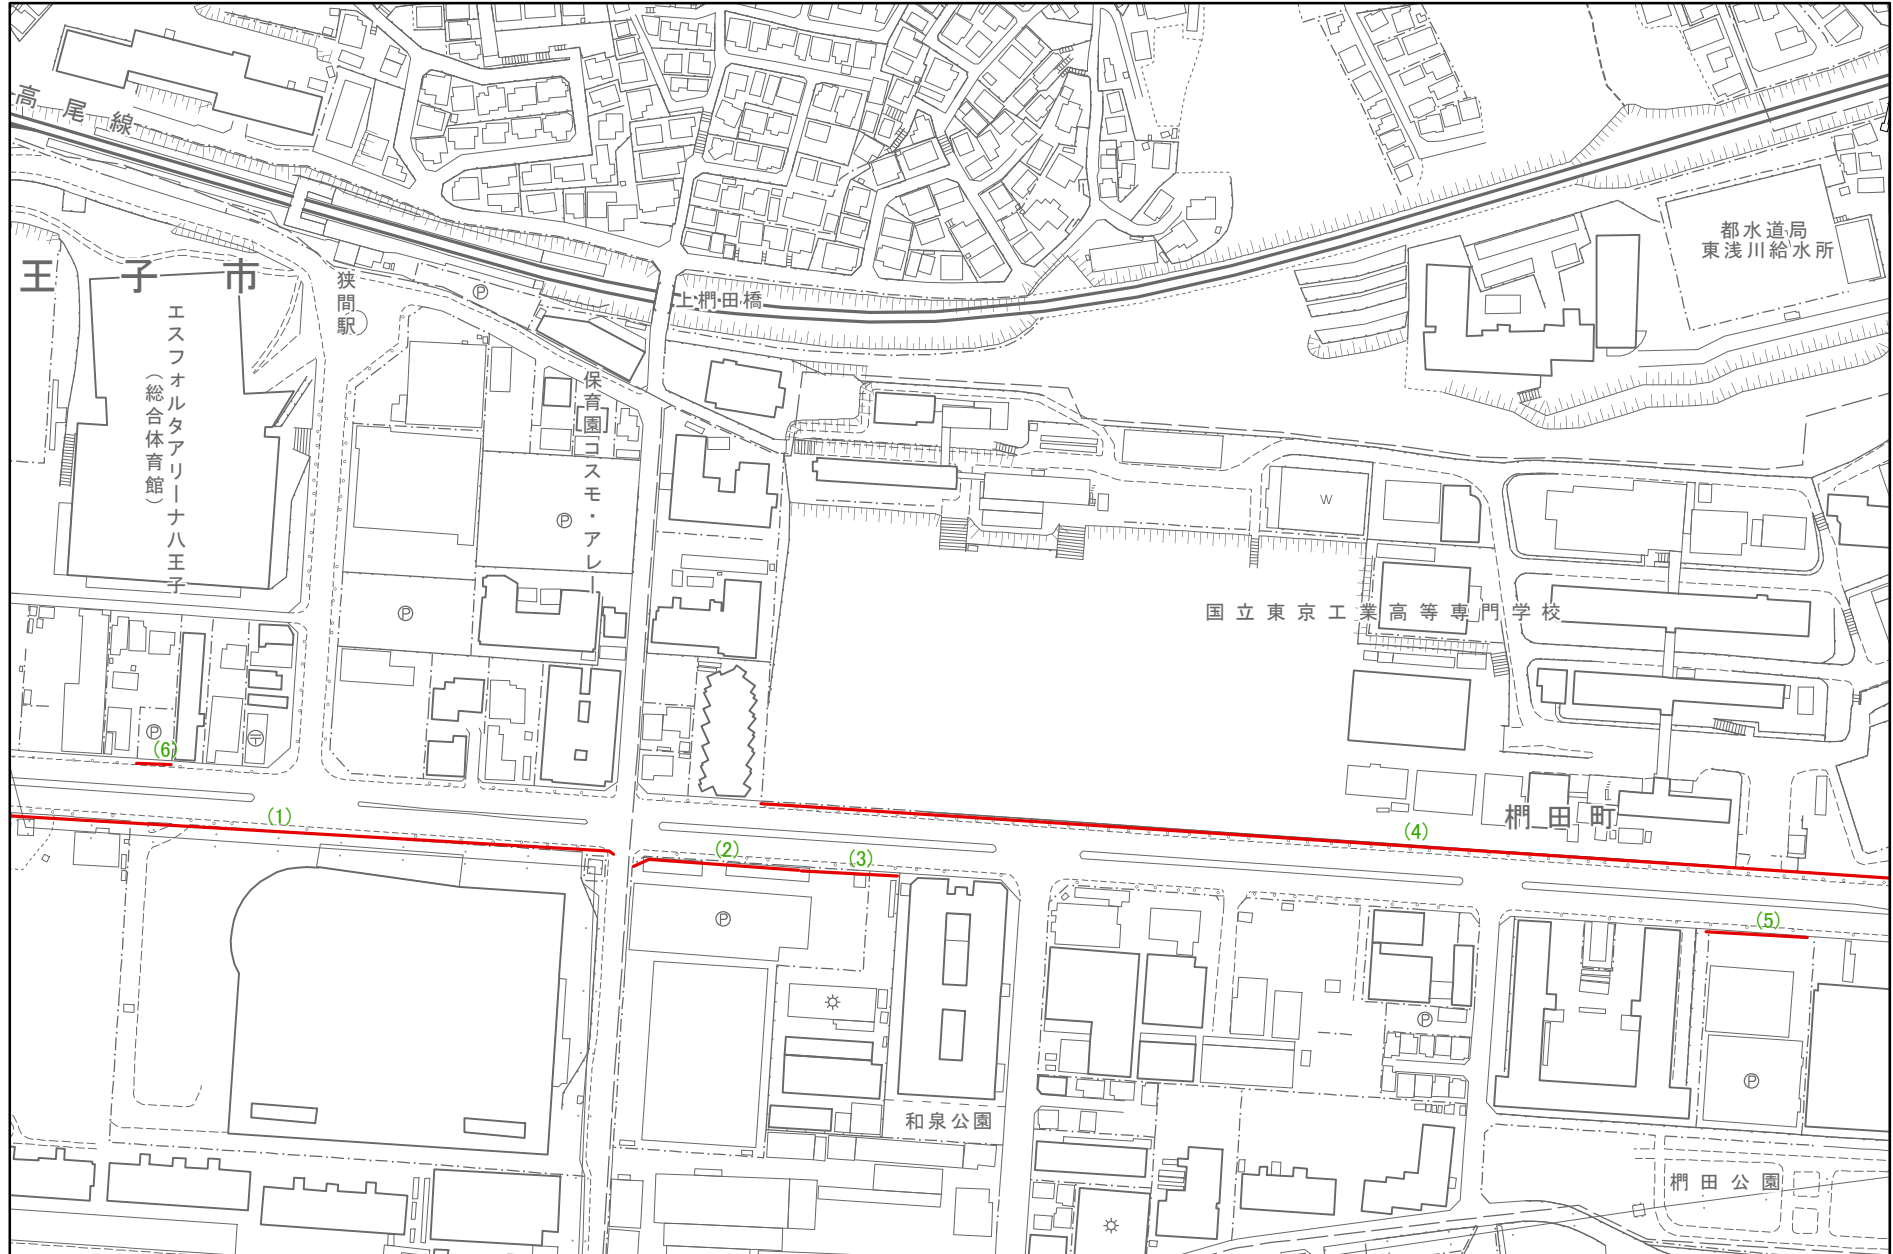 高尾線
都水道局
東浅川給水所
王子市
狭間駅
上椚田橋
エスフォルタアリーナ八王子
（総合体育館）
保育園コスモ・アレー
P
P
P
W
国立東京工業高等専門学校
P
(6)
(1)
(2)
(3)
(4)
椚田町
(5)
P
P
P
和泉公園
椚田公園